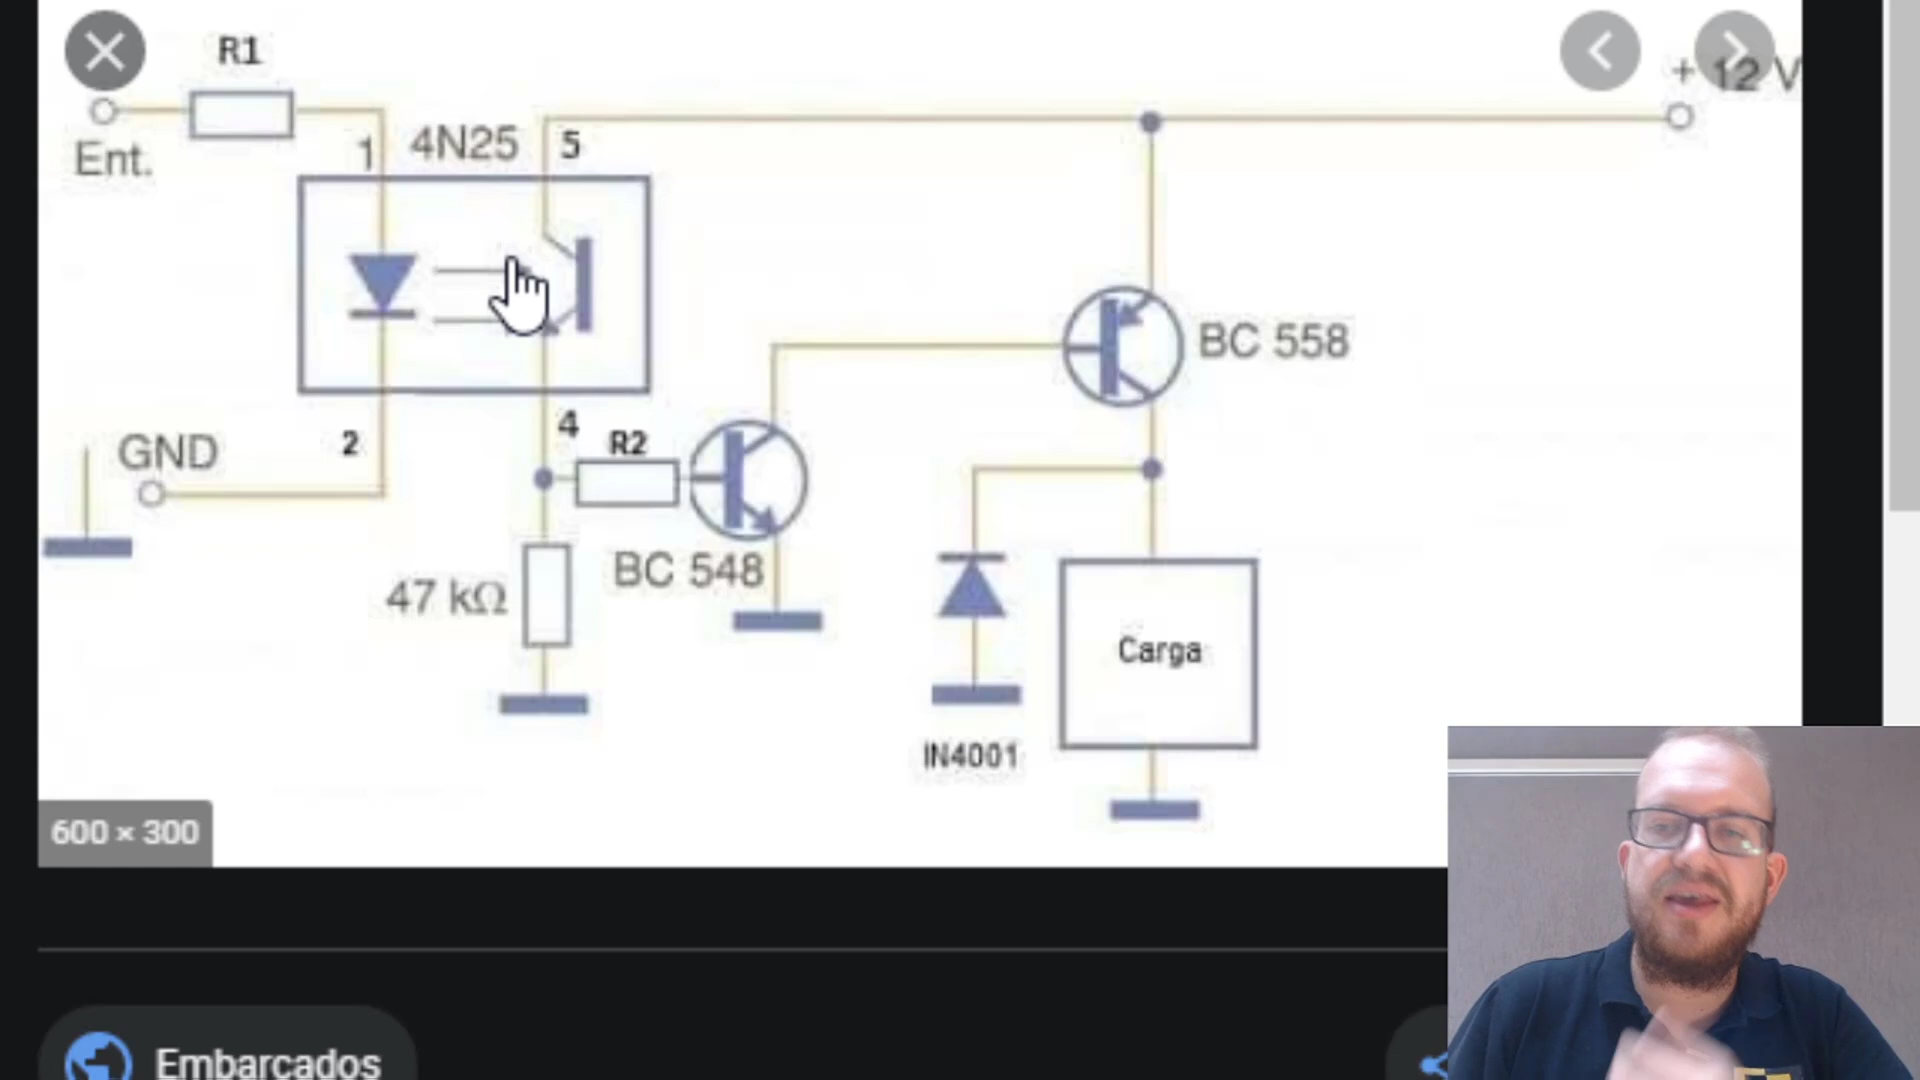 R1
+ 12 V
Ent.
1
4N25
5
BC 558
GND
2
4
R2
BC 548
47 kΩ
Carga
IN4001
600 × 300
Embarcados